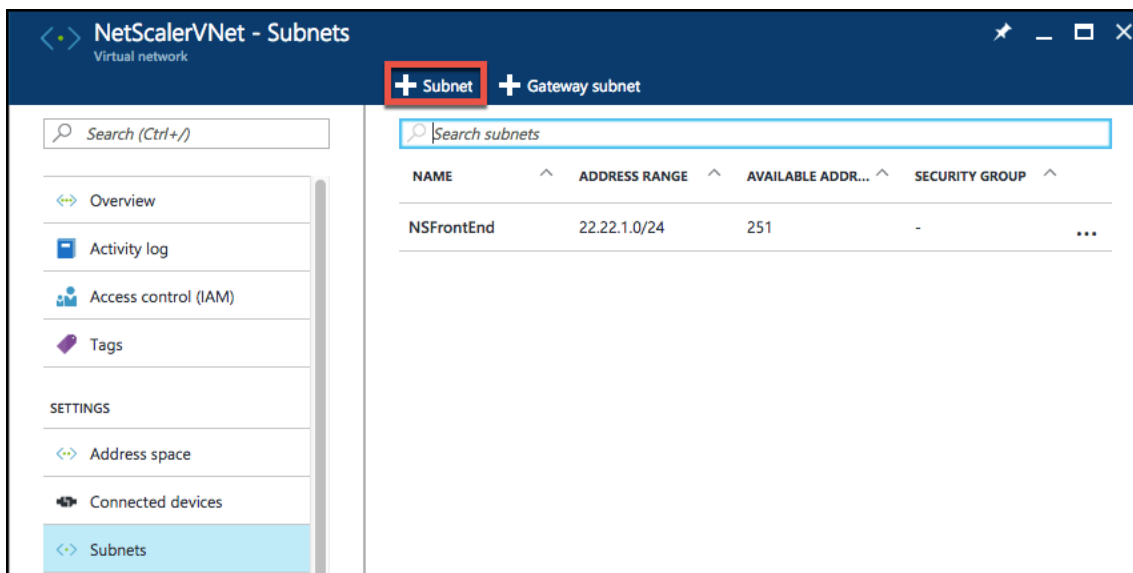 NetScalerVNet - Subnets
Virtual network
Subnet Gateway subnet
Search (Ctrl+/)
Overview
Activity log
Access control (IAM)
Tags
SETTINGS
Address space
Connected devices
Subnets
Search subnets
NAME ADDRESS RANGE AVAILABLE ADDR... SECURITY GROUP
NSFrontEnd 22.22.1.0/24 251 - ...